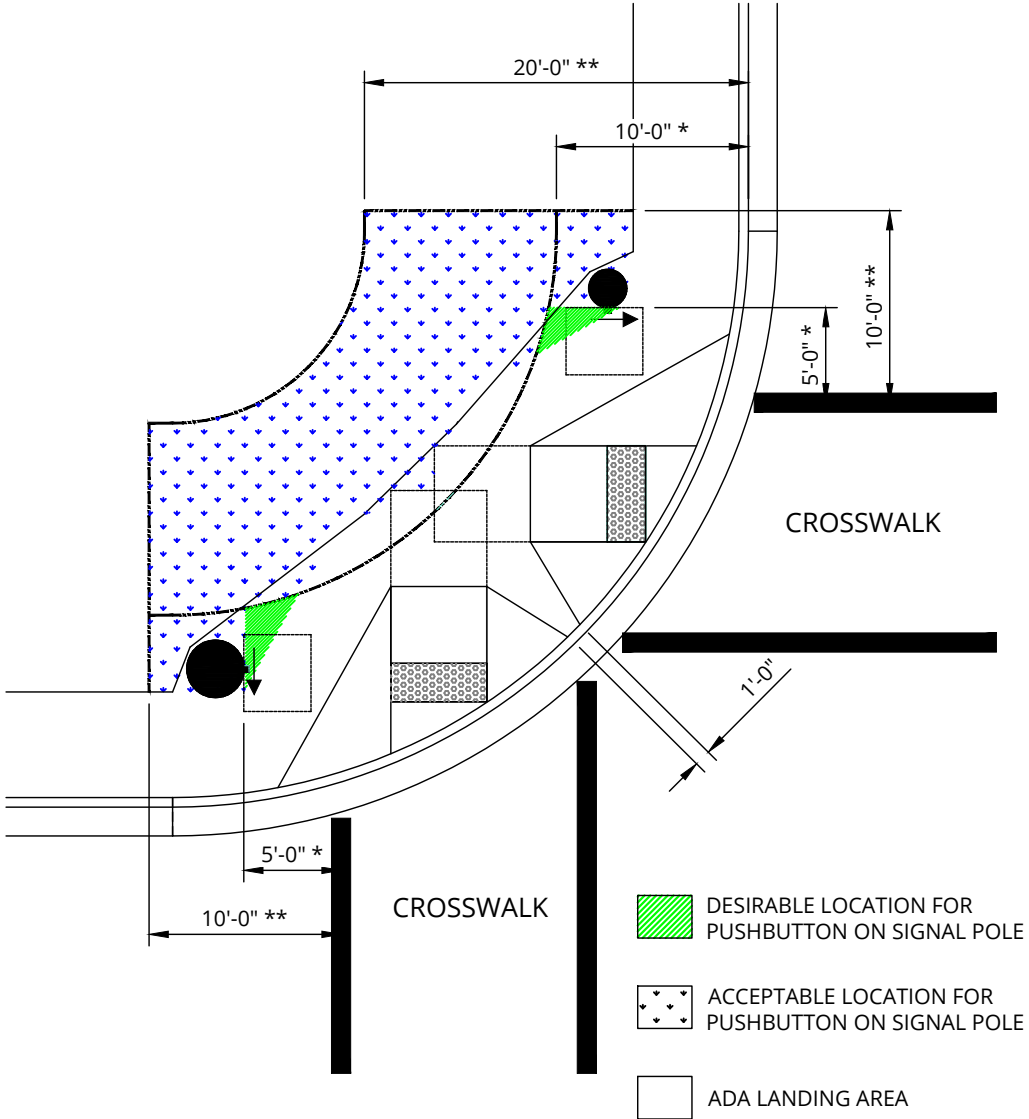 20'-0" **
10'-0" *
10'-0" **
5'-0" *
CROSSWALK
1'-0"
5'-0" *
10'-0" **
CROSSWALK
DESIRABLE LOCATION FOR
PUSHBUTTON ON SIGNAL POLE
ACCEPTABLE LOCATION FOR
PUSHBUTTON ON SIGNAL POLE
ADA LANDING AREA